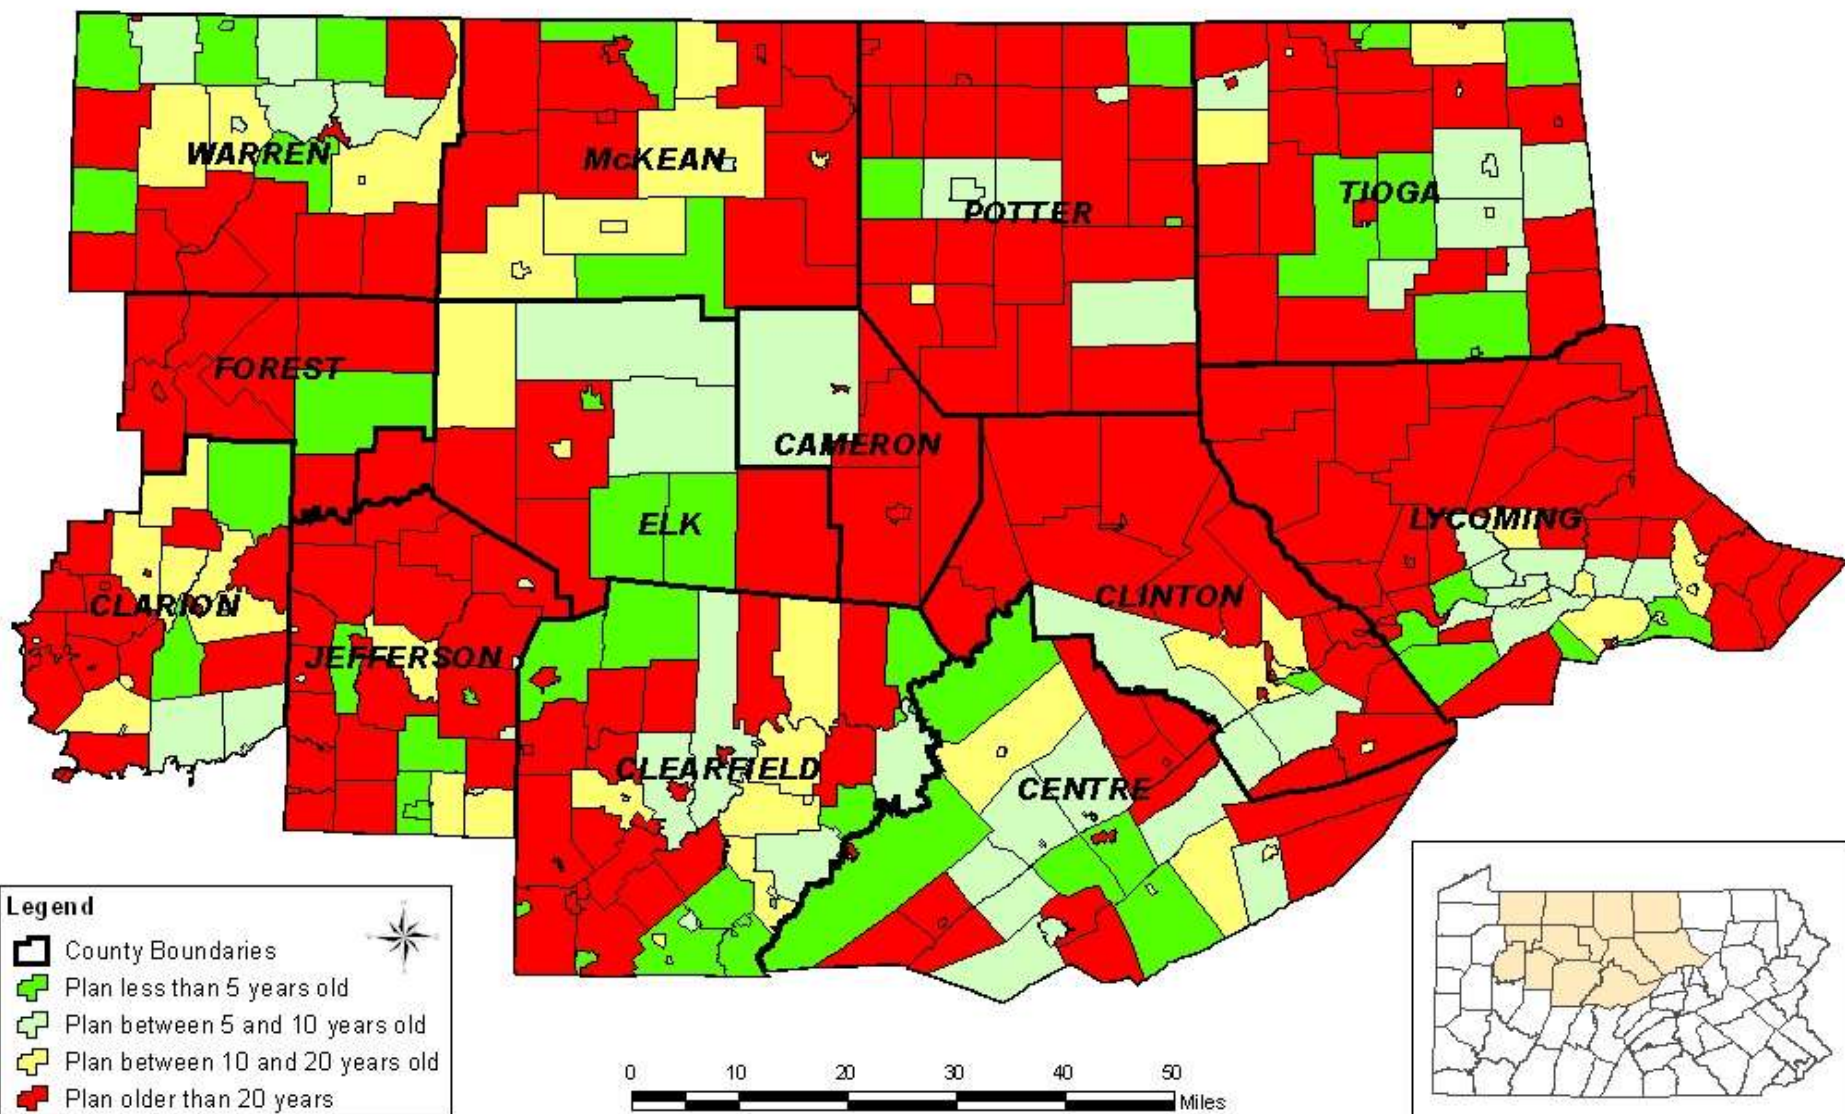 WARREN
McKEAN
POTTER
TIOGA
FOREST
CAMERON
ELK
LYCOMING
CLARION
CLINTON
JEFFERSON
CLEARFIELD
CENTRE
Legend
County Boundaries
Plan less than 5 years old
Plan between 5 and 10 years old
Plan between 10 and 20 years old
Plan older than 20 years
0 10 20 30 40 50
Miles